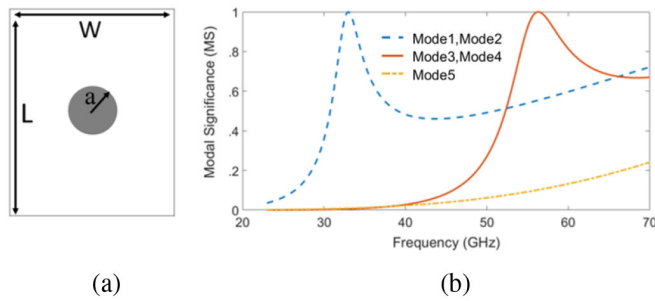 W
L
a
(a)
Modal Significance (MS)
1
.8
.6
.4
.2
0
Mode1,Mode2
Mode3,Mode4
Mode5
20 30 40 50 60 70
Frequency (GHz)
(b)